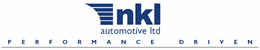 nkl
automotive ltd
PERFORMANCE DRIVEN